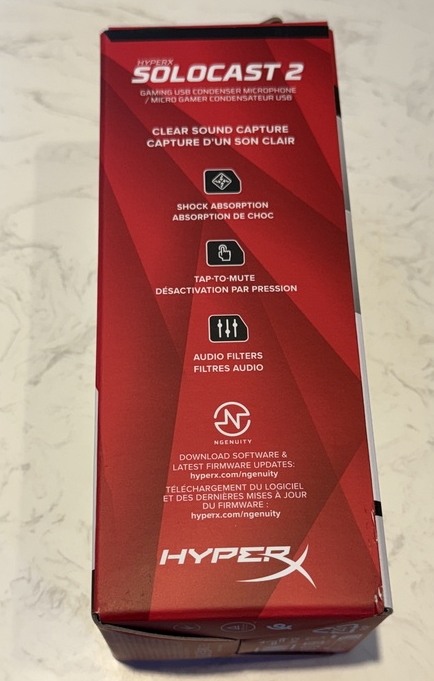 HYPERX
SOLOCAST 2
GAMING USB CONDENSER MICROPHONE
/ MICRO GAMER CONDENSATEUR USB
CLEAR SOUND CAPTURE
CAPTURE D'UN SON CLAIR
SHOCK ABSORPTION
ABSORPTION DE CHOC
TAP-TO-MUTE
DÉSACTIVATION PAR PRESSION
AUDIO FILTERS
FILTRES AUDIO
NGENUITY
DOWNLOAD SOFTWARE &
LATEST FIRMWARE UPDATES:
hyperx.com/ngenuity
TÉLÉCHARGEMENT DU LOGICIEL
ET DES DERNIÈRES MISES À JOUR
DU FIRMWARE :
hyperx.com/ngenuity
HYPERX